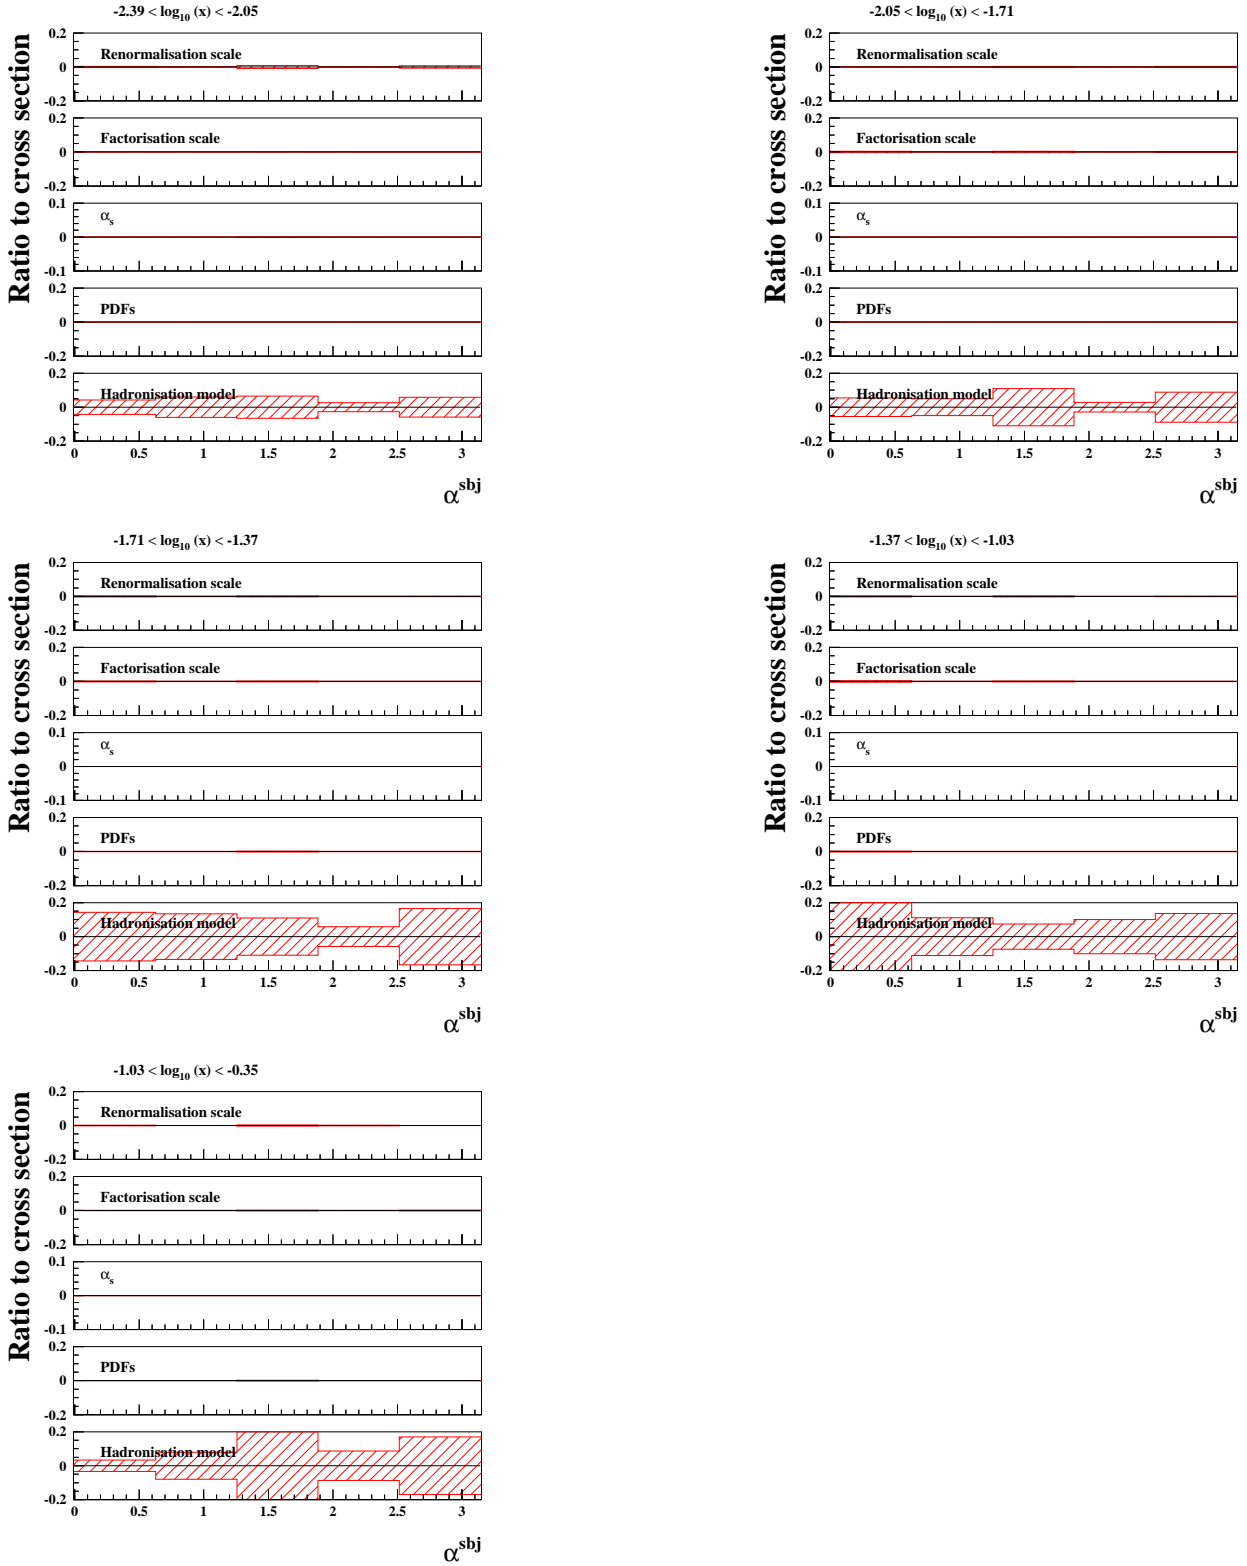 -2.39 < log10 (x) < -2.05
Ratio to cross section
0.2
Renormalisation scale
0
-0.2
0.2
Factorisation scale
0
-0.2
0.1
αs
0
-0.1
0.2
PDFs
0
-0.2
0.2
Hadronisation model
0
-0.2
0 0.5 1 1.5 2 2.5 3
α^sbj
-2.05 < log10 (x) < -1.71
Ratio to cross section
0.2
Renormalisation scale
0
-0.2
0.2
Factorisation scale
0
-0.2
0.1
αs
0
-0.1
0.2
PDFs
0
-0.2
0.2
Hadronisation model
0
-0.2
0 0.5 1 1.5 2 2.5 3
α^sbj
-1.71 < log10 (x) < -1.37
Ratio to cross section
0.2
Renormalisation scale
0
-0.2
0.2
Factorisation scale
0
-0.2
0.1
αs
0
-0.1
0.2
PDFs
0
-0.2
0.2
Hadronisation model
0
-0.2
0 0.5 1 1.5 2 2.5 3
α^sbj
-1.37 < log10 (x) < -1.03
Ratio to cross section
0.2
Renormalisation scale
0
-0.2
0.2
Factorisation scale
0
-0.2
0.1
αs
0
-0.1
0.2
PDFs
0
-0.2
0.2
Hadronisation model
0
-0.2
0 0.5 1 1.5 2 2.5 3
α^sbj
-1.03 < log10 (x) < -0.35
Ratio to cross section
0.2
Renormalisation scale
0
-0.2
0.2
Factorisation scale
0
-0.2
0.1
αs
0
-0.1
0.2
PDFs
0
-0.2
0.2
Hadronisation model
0
-0.2
0 0.5 1 1.5 2 2.5 3
α^sbj